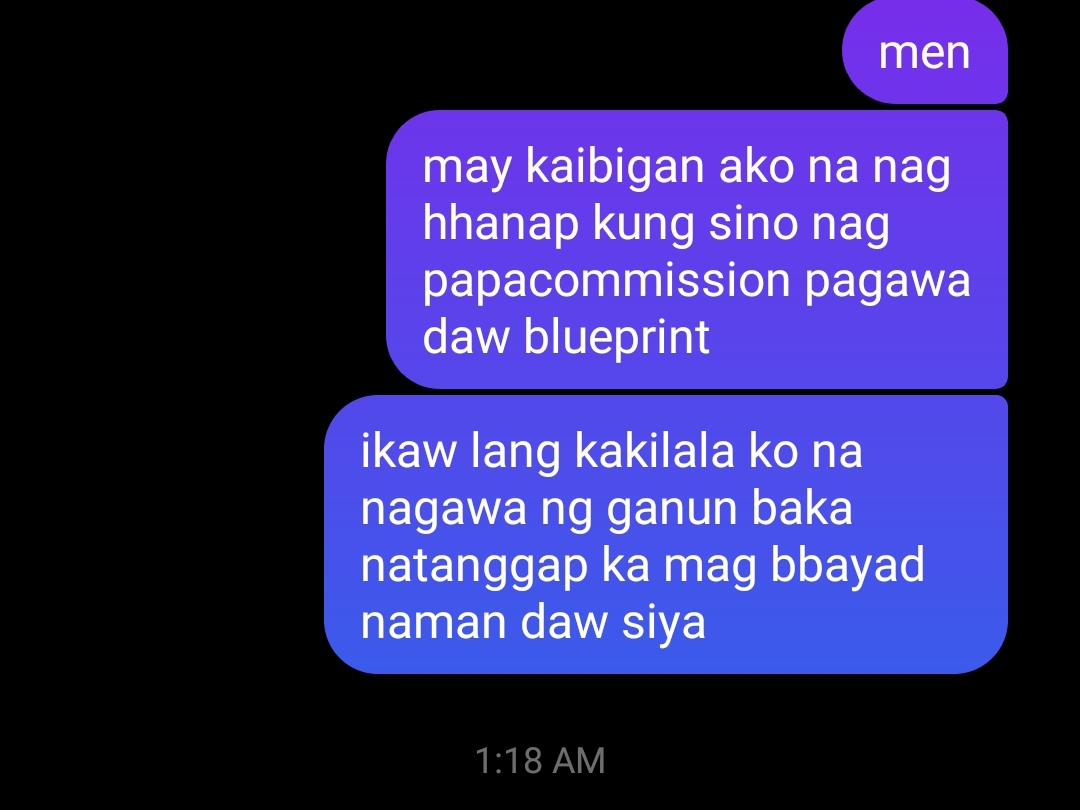 men
may kaibigan ako na nag
hhanap kung sino nag
papacommission pagawa
daw blueprint
ikaw lang kakilala ko na
nagawa ng ganun baka
natanggap ka mag bbayad
naman daw siya
1:18 AM